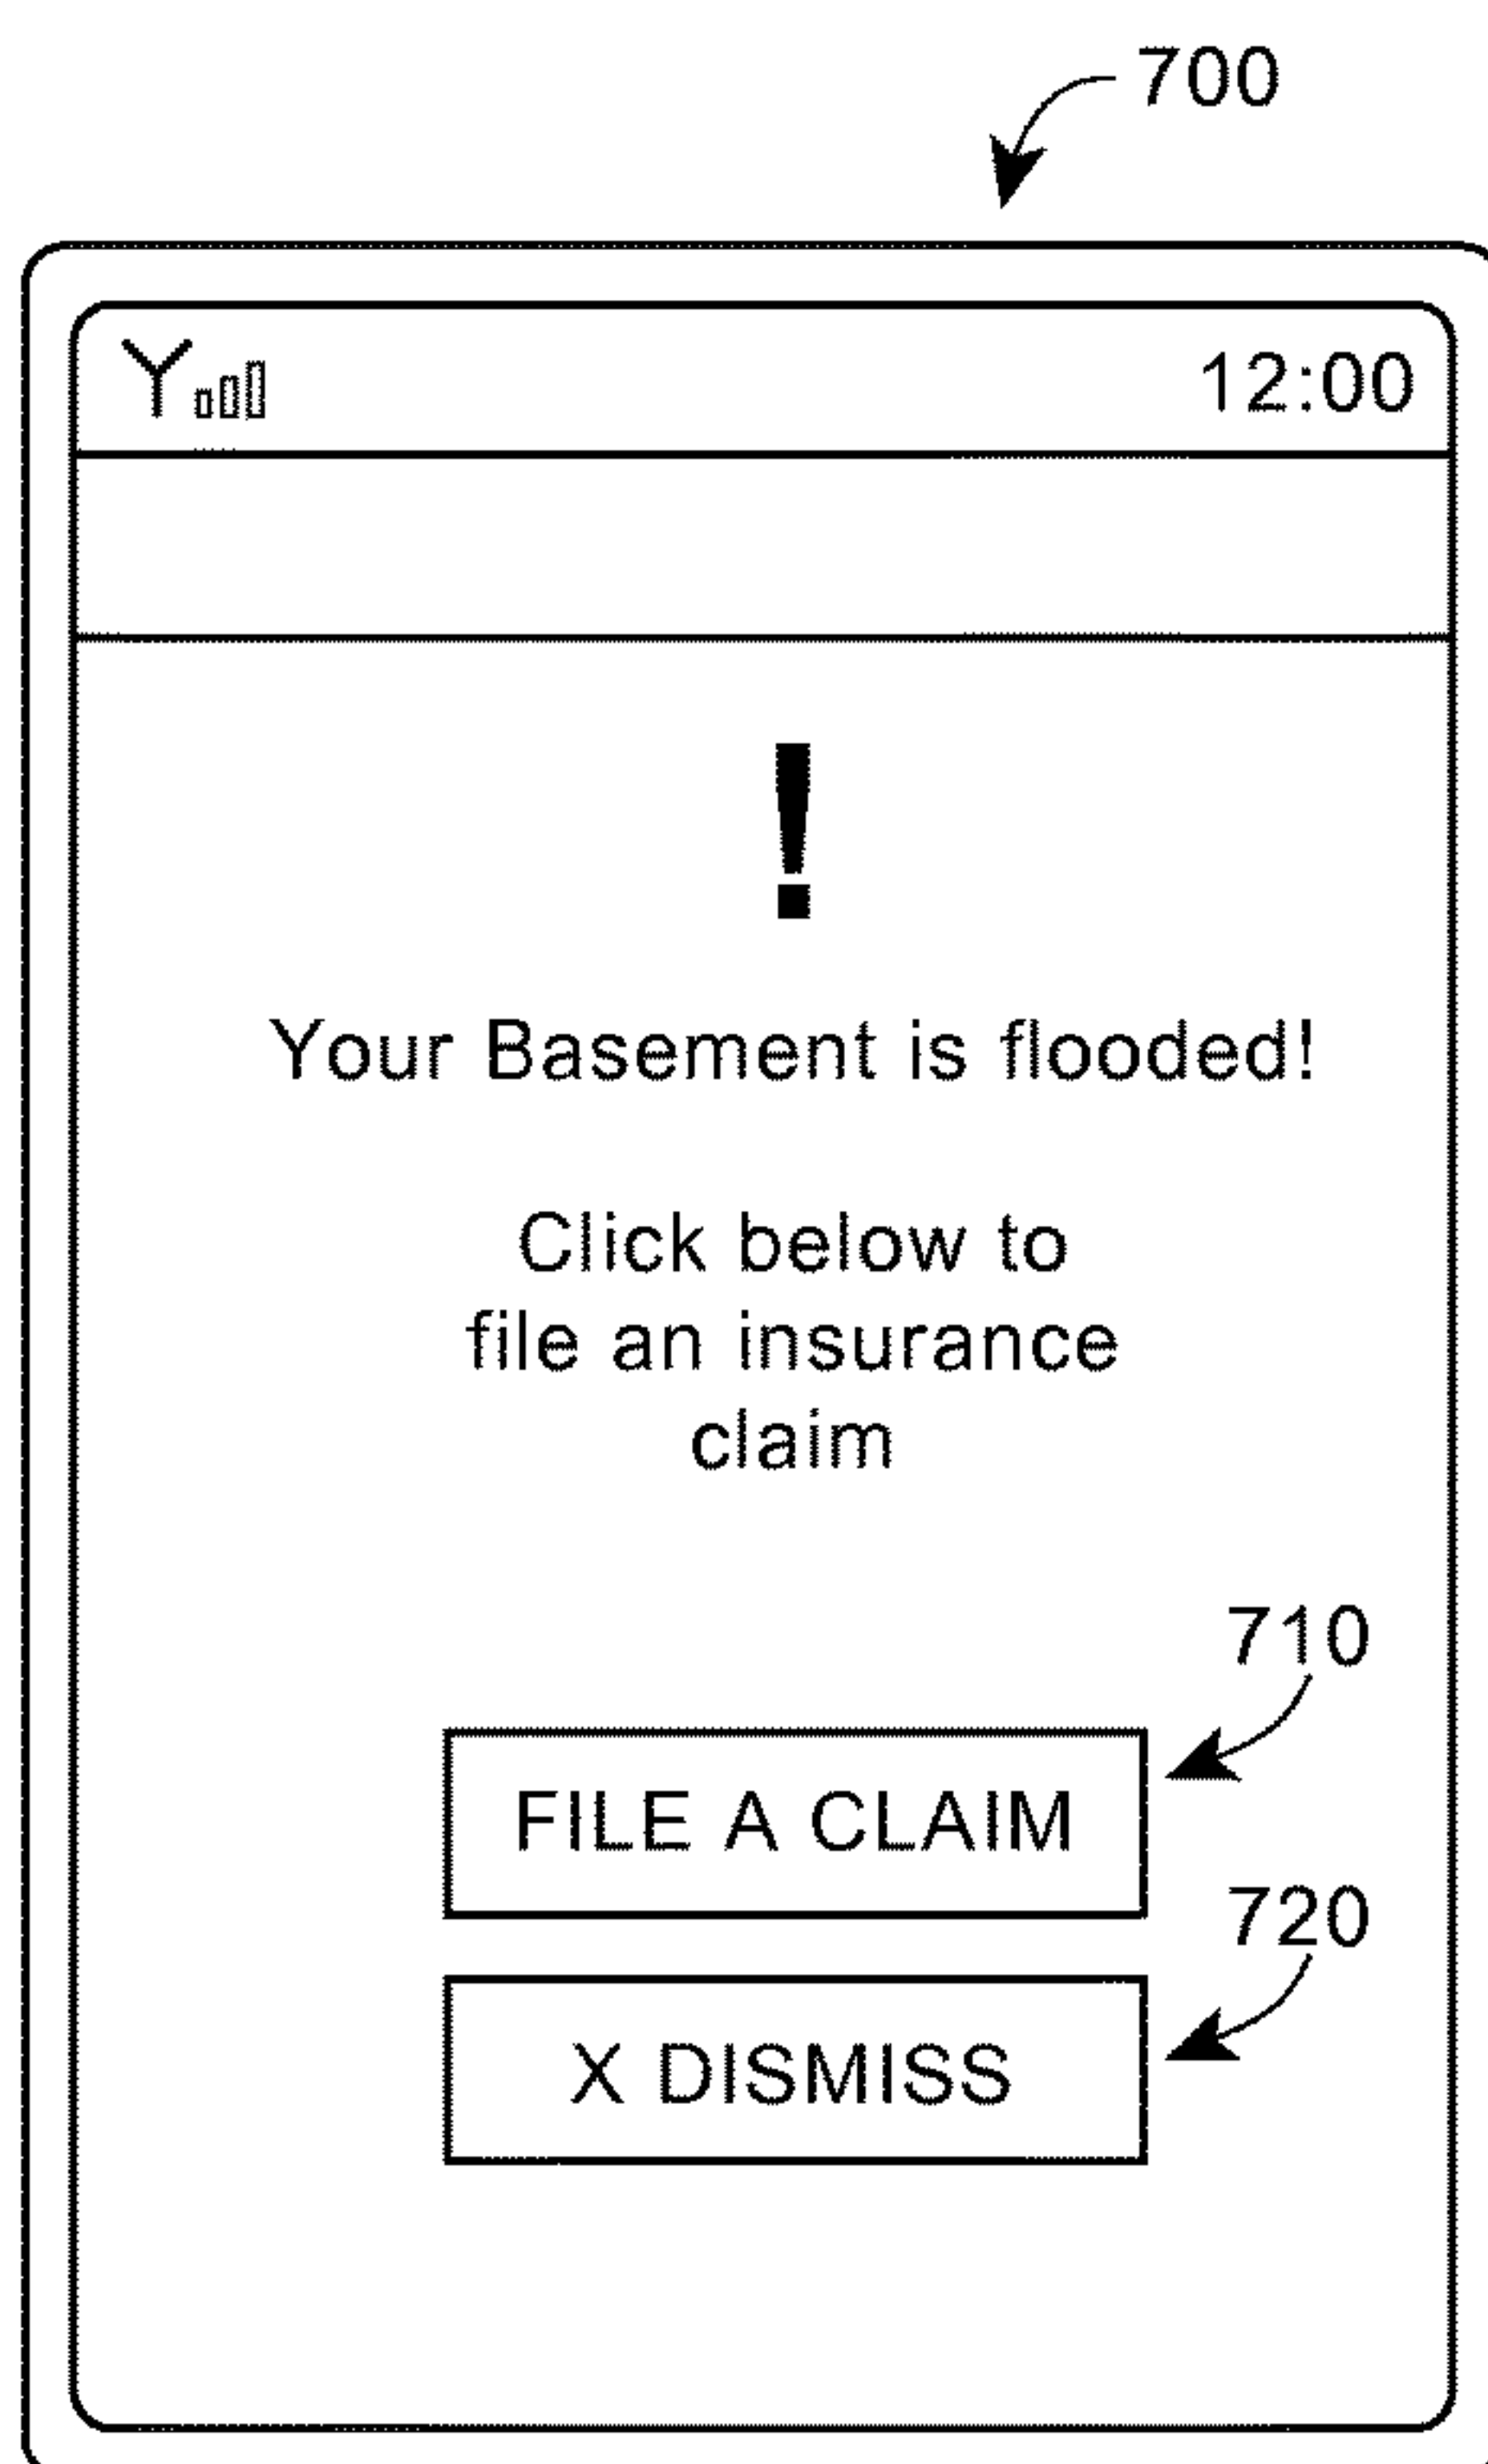 700
12:00
!
Your Basement is flooded!
Click below to
file an insurance
claim
710
FILE A CLAIM
720
X DISMISS